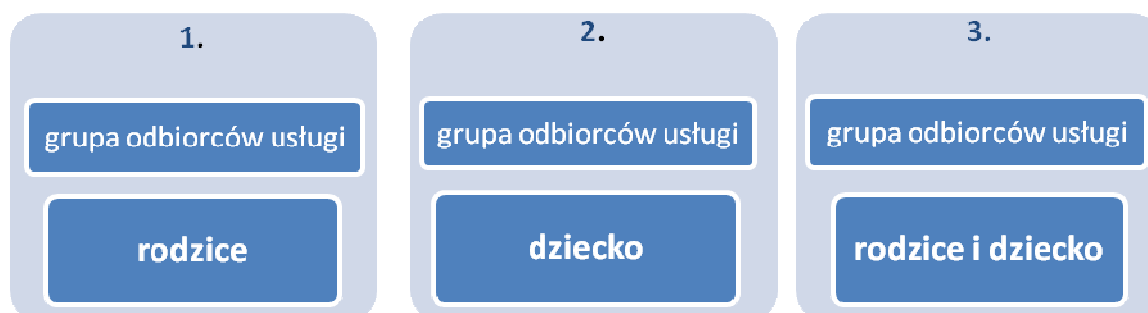 1.
grupa odbiorców usługi
rodzice
2.
grupa odbiorców usługi
dziecko
3.
grupa odbiorców usługi
rodzice i dziecko